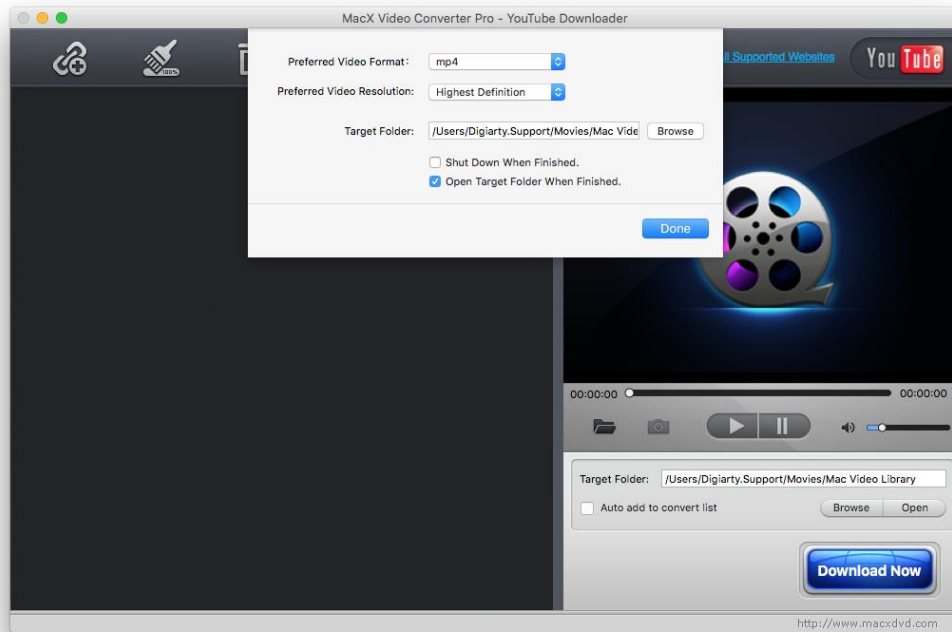 MacX Video Converter Pro - YouTube Downloader
100%
Preferred Video Format: mp4
Preferred Video Resolution: Highest Definition
Target Folder: /Users/Digiarty.Support/Movies/Mac Vide Browse
Shut Down When Finished.
Open Target Folder When Finished.
Done
Supported Websites
You Tube
00:00:00 00:00:00
Target Folder: /Users/Digiarty.Support/Movies/Mac Video Library
Auto add to convert list Browse Open
Download Now
http://www.macxdvd.com